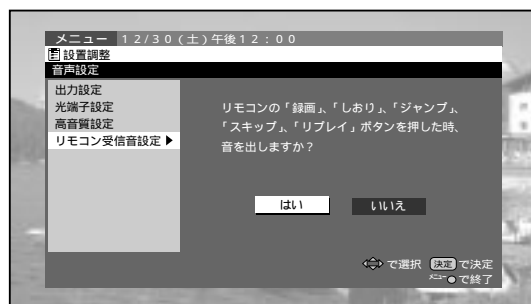 メニュー 12/30(土)午後12:00
設置調整
音声設定
出力設定
光端子設定
高音質設定
リモコン受信音設定▶
リモコンの「録画」、「しおり」、「ジャンプ」、
「スキップ」、「リプレイ」ボタンを押した時、
音を出しますか?
はい いいえ
で選択 決定 で決定
メニュー で終了